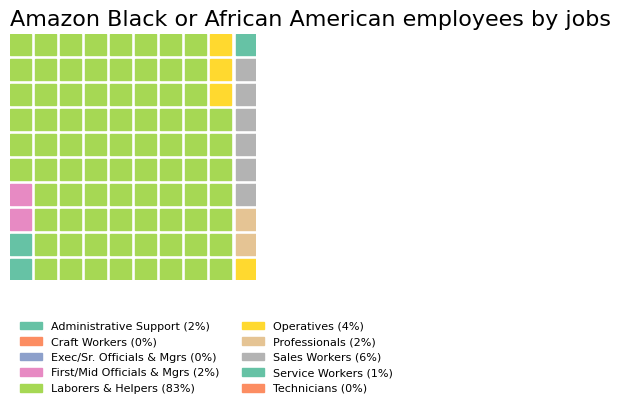 Amazon Black or African American employees by jobs
Administrative Support (2%)
Craft Workers (0%)
Exec/Sr. Officials & Mgrs (0%)
First/Mid Officials & Mgrs (2%)
Laborers & Helpers (83%)
Operatives (4%)
Professionals (2%)
Sales Workers (6%)
Service Workers (1%)
Technicians (0%)